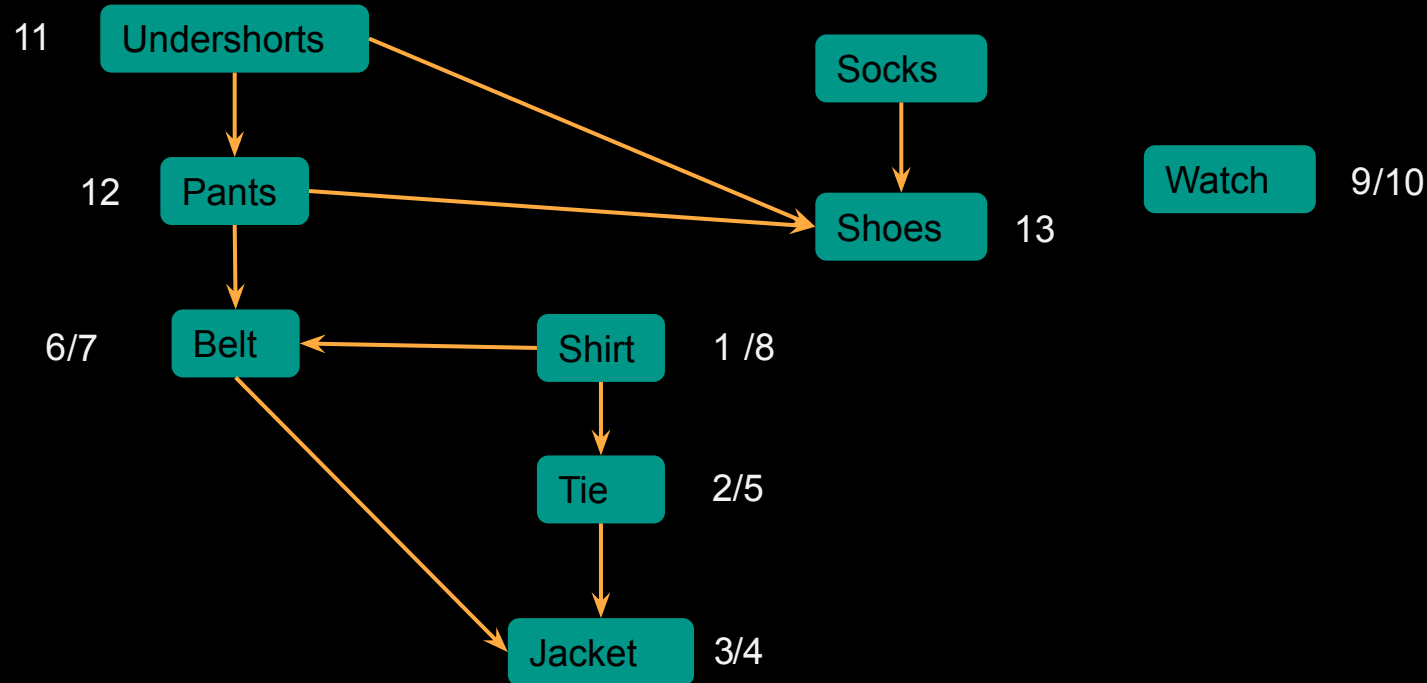 11
Undershorts
Socks
12
Pants
Watch
9/10
Shoes
13
6/7
Belt
Shirt
1 /8
Tie
2/5
Jacket
3/4